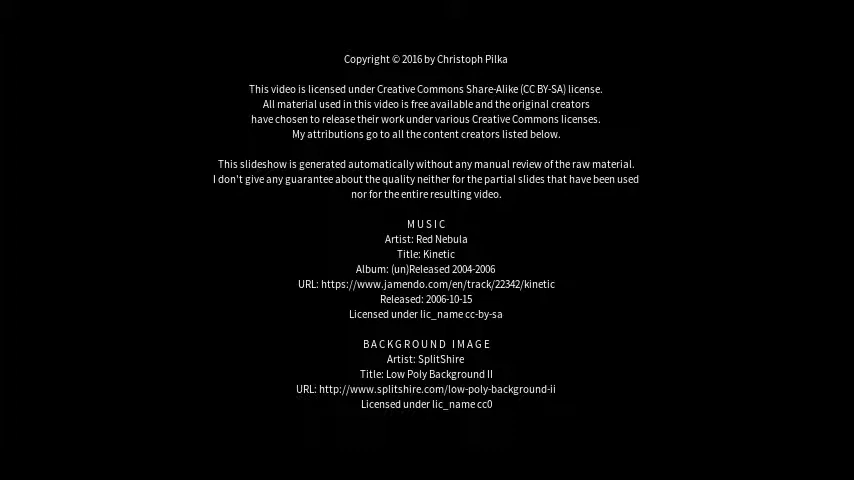 Copyright © 2016 by Christoph Pilka
This video is licensed under Creative Commons Share-Alike (CC BY-SA) license.
All material used in this video is free available and the original creators
have chosen to release their work under various Creative Commons licenses.
My attributions go to all the content creators listed below.
This slideshow is generated automatically without any manual review of the raw material.
I don't give any guarantee about the quality neither for the partial slides that have been used
nor for the entire resulting video.
M U S I C
Artist: Red Nebula
Title: Kinetic
Album: (un)Released 2004-2006
URL: https://www.jamendo.com/en/track/22342/kinetic
Released: 2006-10-15
Licensed under lic_name cc-by-sa
B A C K G R O U N D  I M A G E
Artist: SplitShire
Title: Low Poly Background II
URL: http://www.splitshire.com/low-poly-background-ii
Licensed under lic_name cc0